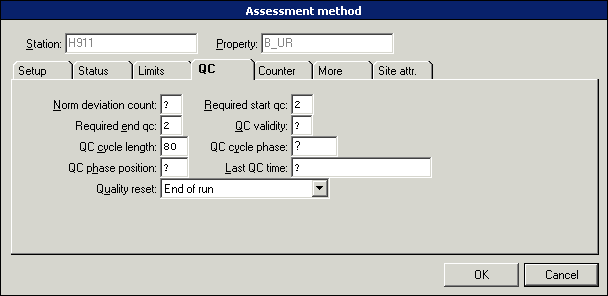 Assessment method
Station: H911 Property: B_UR
Setup Status Limits QC Counter More Site attr.
Norm deviation count: ? Required start qc: 2
Required end qc: 2 QC validity: ?
QC cycle length: 80 QC cycle phase: ?
QC phase position: ? Last QC time: ?
Quality reset: End of run
OK Cancel